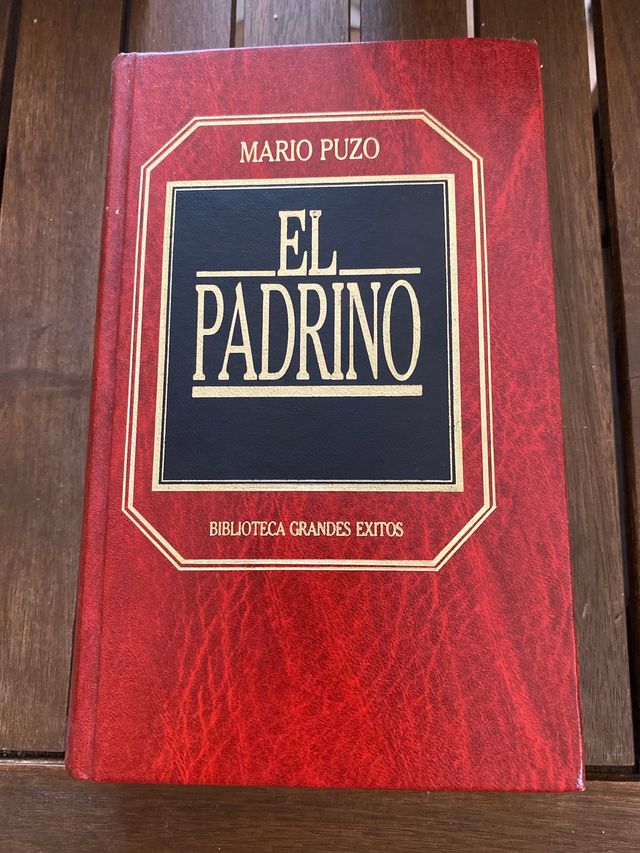 MARIO PUZO
EL
PADRINO
BIBLIOTECA GRANDES EXITOS